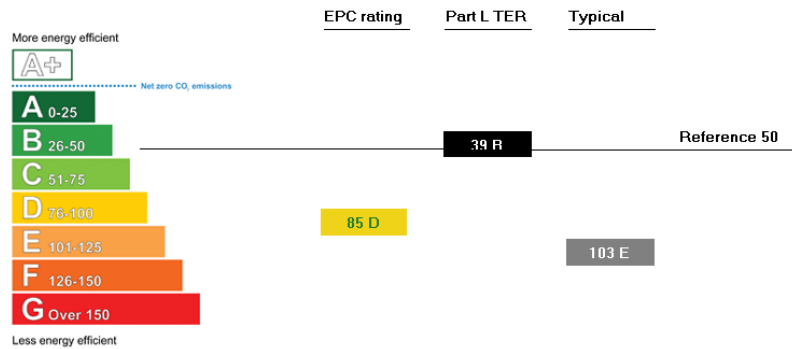 EPC rating Part L TER Typical
More energy efficient
A+
Net zero CO₂ emissions
A 0-25
B 26-50
39 B
Reference 50
C 51-75
D 76-100
85 D
E 101-125
103 E
F 126-150
G Over 150
Less energy efficient